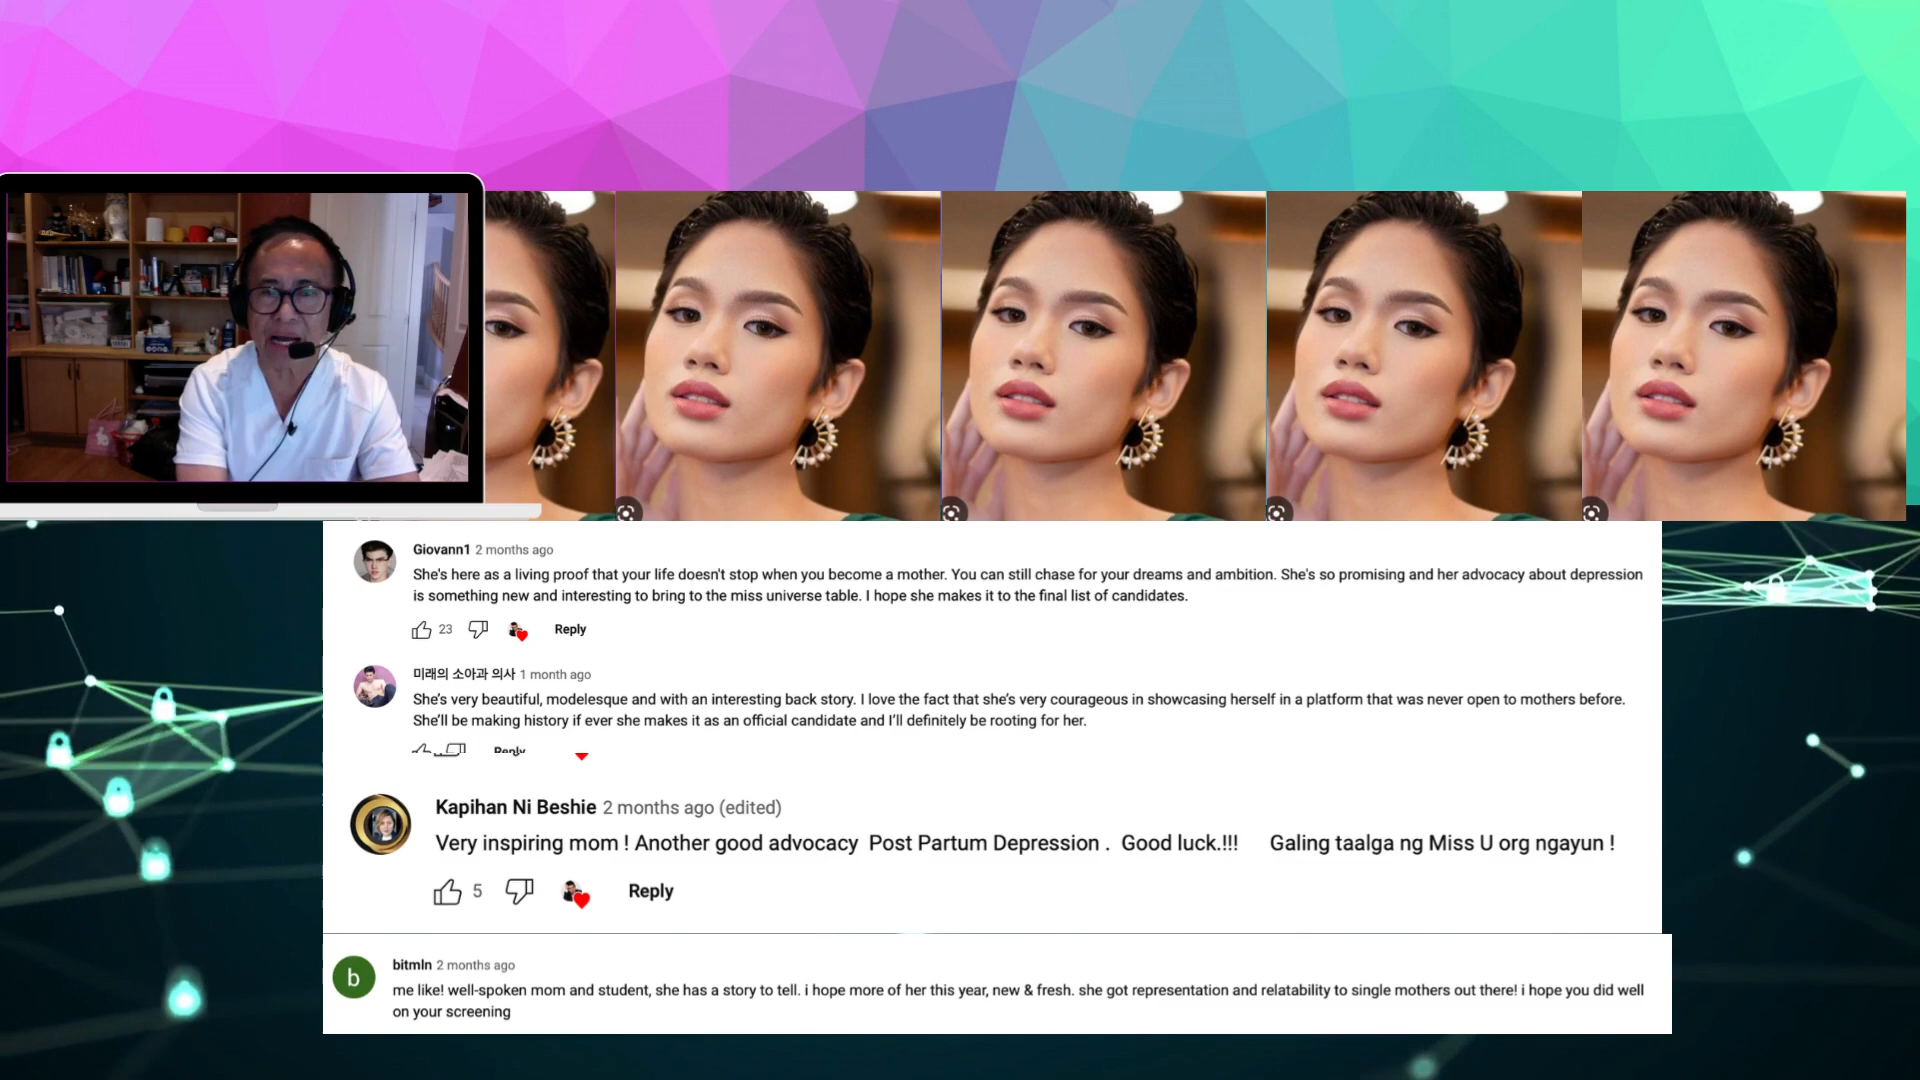 Giovann1 2 months ago
She's here as a living proof that your life doesn't stop when you become a mother. You can still chase for your dreams and ambition. She's so promising and her advocacy about depression
is something new and interesting to bring to the miss universe table. I hope she makes it to the final list of candidates.
23 Reply
미래의 소아과 의사 1 month ago
She’s very beautiful, modelesque and with an interesting back story. I love the fact that she’s very courageous in showcasing herself in a platform that was never open to mothers before.
She’ll be making history if ever she makes it as an official candidate and I’ll definitely be rooting for her.
Reply
Kapihan Ni Beshie 2 months ago (edited)
Very inspiring mom ! Another good advocacy Post Partum Depression . Good luck.!!! Galing taalga ng Miss U org ngayun !
5 Reply
b
bitmln 2 months ago
me like! well-spoken mom and student, she has a story to tell. i hope more of her this year, new & fresh. she got representation and relatability to single mothers out there! i hope you did well
on your screening